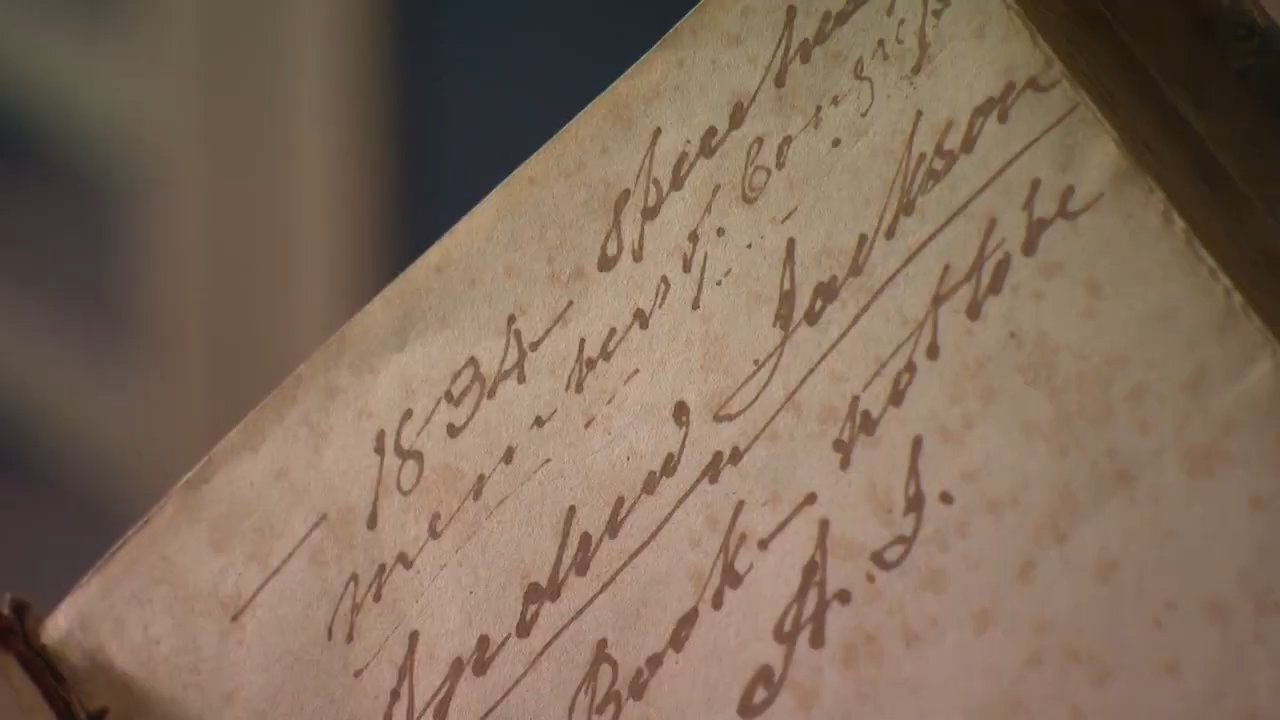 1834 – Speeches
members of Congress
Andrew Jackson
Book – not to be
A. J.